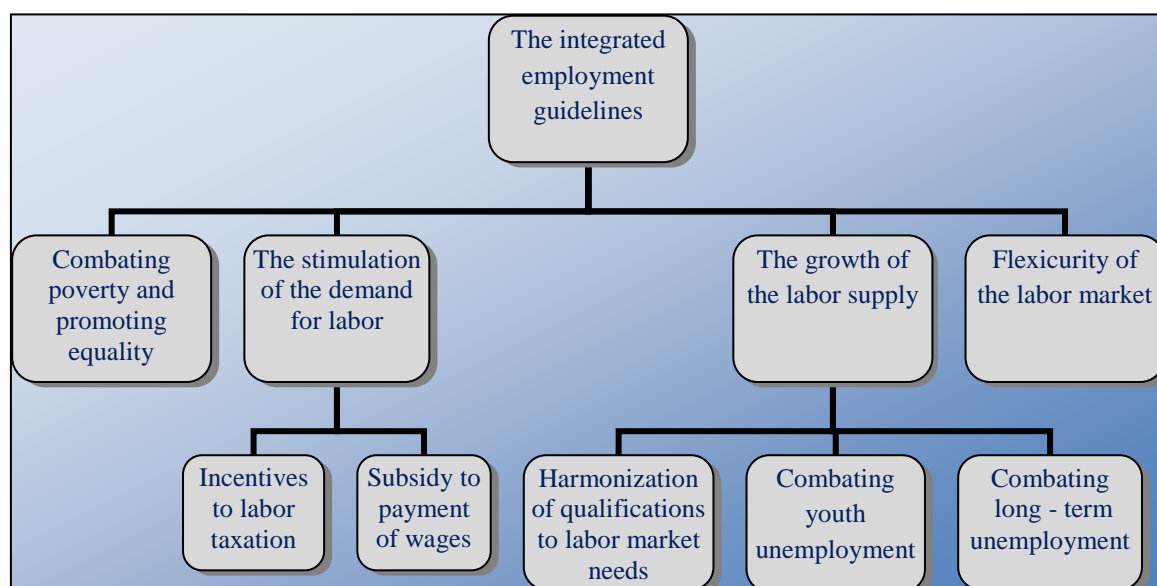 The integrated
employment
guidelines
Combating
poverty and
promoting
equality
The stimulation
of the demand
for labor
The growth of
the labor supply
Flexicurity of
the labor market
Incentives
to labor
taxation
Subsidy to
payment
of wages
Harmonization
of qualifications
to labor market
needs
Combating
youth
unemployment
Combating
long - term
unemployment